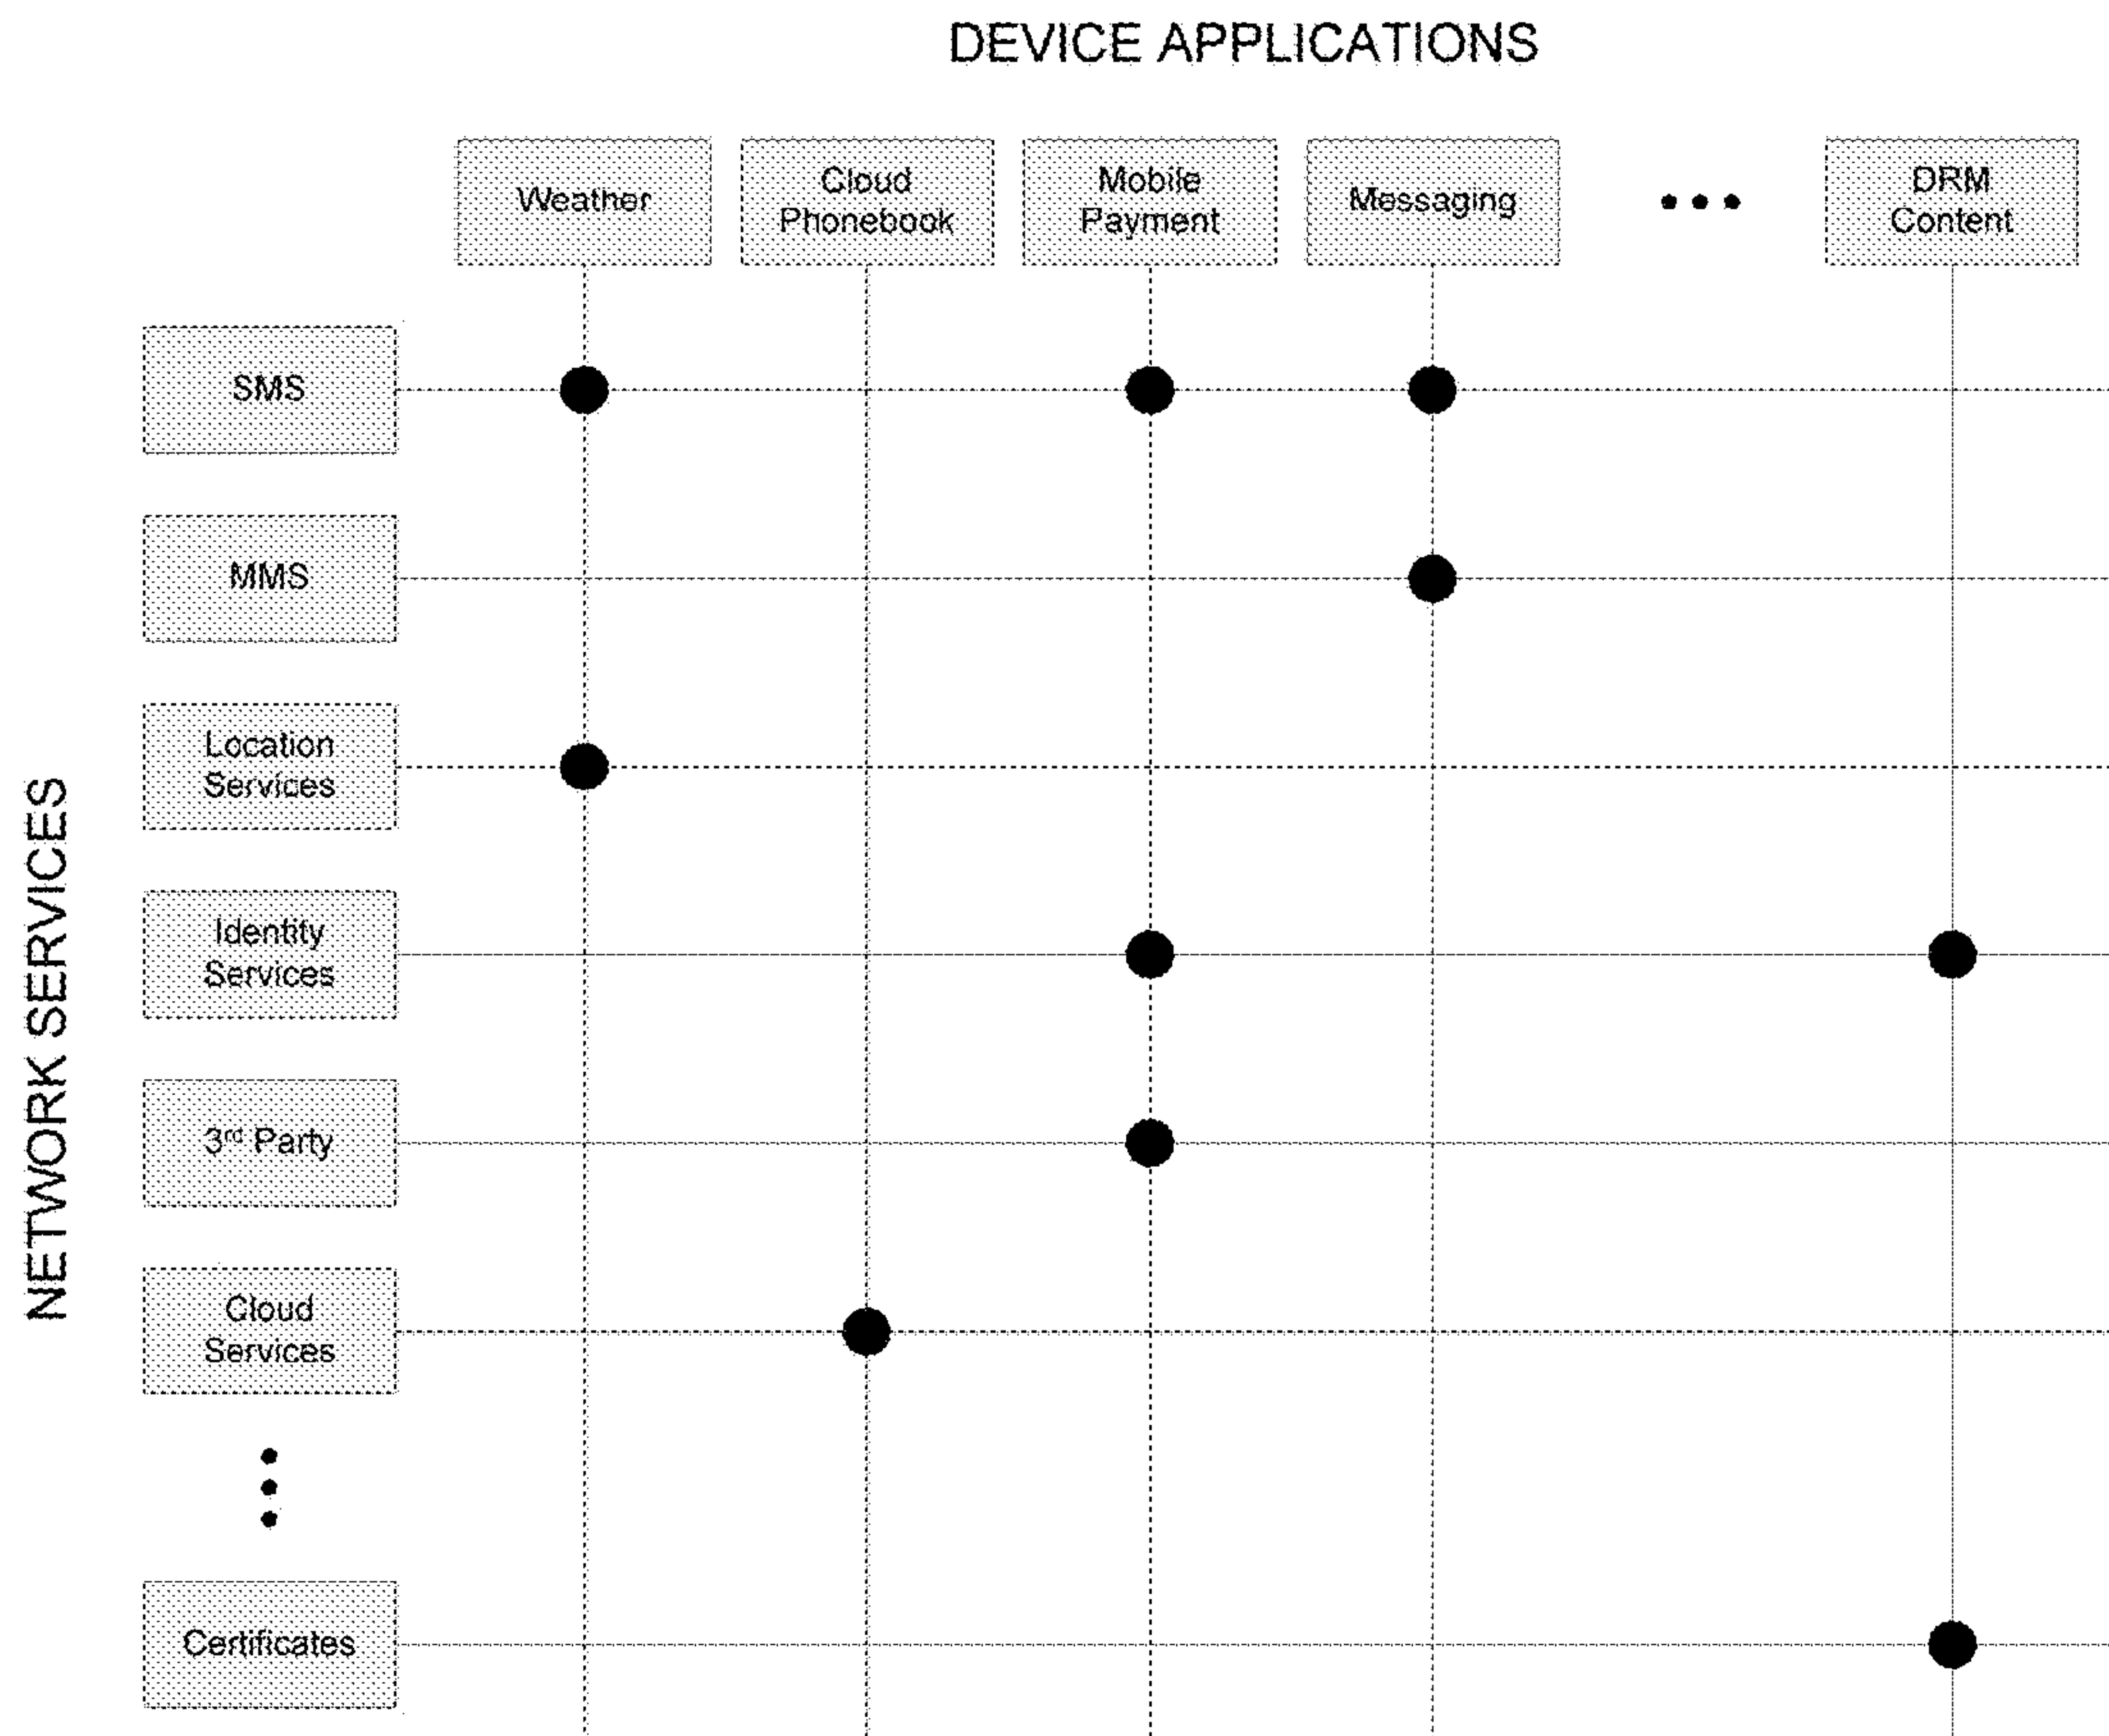 DEVICE APPLICATIONS
Weather
Cloud
Phonebook
Mobile
Payment
Messaging
DRM
Content
NETWORK SERVICES
SMS
MMS
Location
Services
Identity
Services
3rd Party
Cloud
Services
Certificates